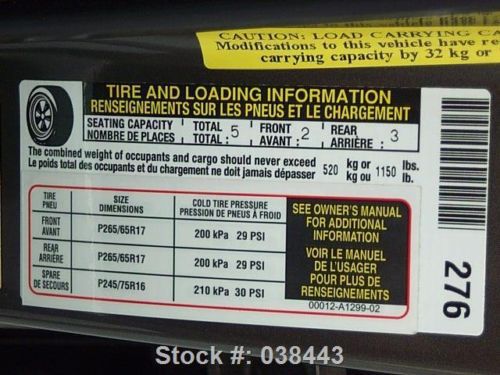 CAUTION: LOAD CARRYING CA
Modifications to this vehicle have re
carrying capacity by 32 kg or
TIRE AND LOADING INFORMATION
RENSEIGNEMENTS SUR LES PNEUS ET LE CHARGEMENT
SEATING CAPACITY TOTAL 5 FRONT 2 REAR 3
NOMBRE DE PLACES TOTAL : AVANT : ARRIÈRE :
The combined weight of occupants and cargo should never exceed 520 kg or 1150 lbs.
Le poids total des occupants et du chargement ne doit jamais dépasser kg ou lb.
TIRE SIZE COLD TIRE PRESSURE
PNEU DIMENSIONS PRESSION DE PNEUS À FROID
FRONT
AVANT P265/65R17 200 kPa 29 PSI
REAR
ARRIÈRE P265/65R17 200 kPa 29 PSI
SPARE
DE SECOURS P245/75R16 210 kPa 30 PSI
SEE OWNER'S MANUAL
FOR ADDITIONAL
INFORMATION
VOIR LE MANUEL
DE L'USAGER
POUR PLUS DE
RENSEIGNEMENTS
00012-A1299-02
276
Stock #: 038443